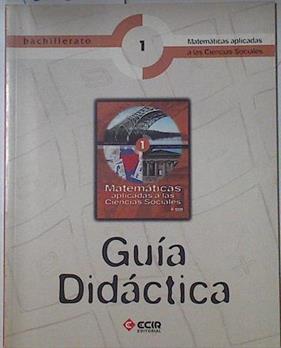 bachillerato
1
Matemáticas aplicadas
a las Ciencias Sociales
1
Matemáticas
aplicadas a las
Ciencias Sociales
Guía
Didáctica
ECIR
EDITORIAL